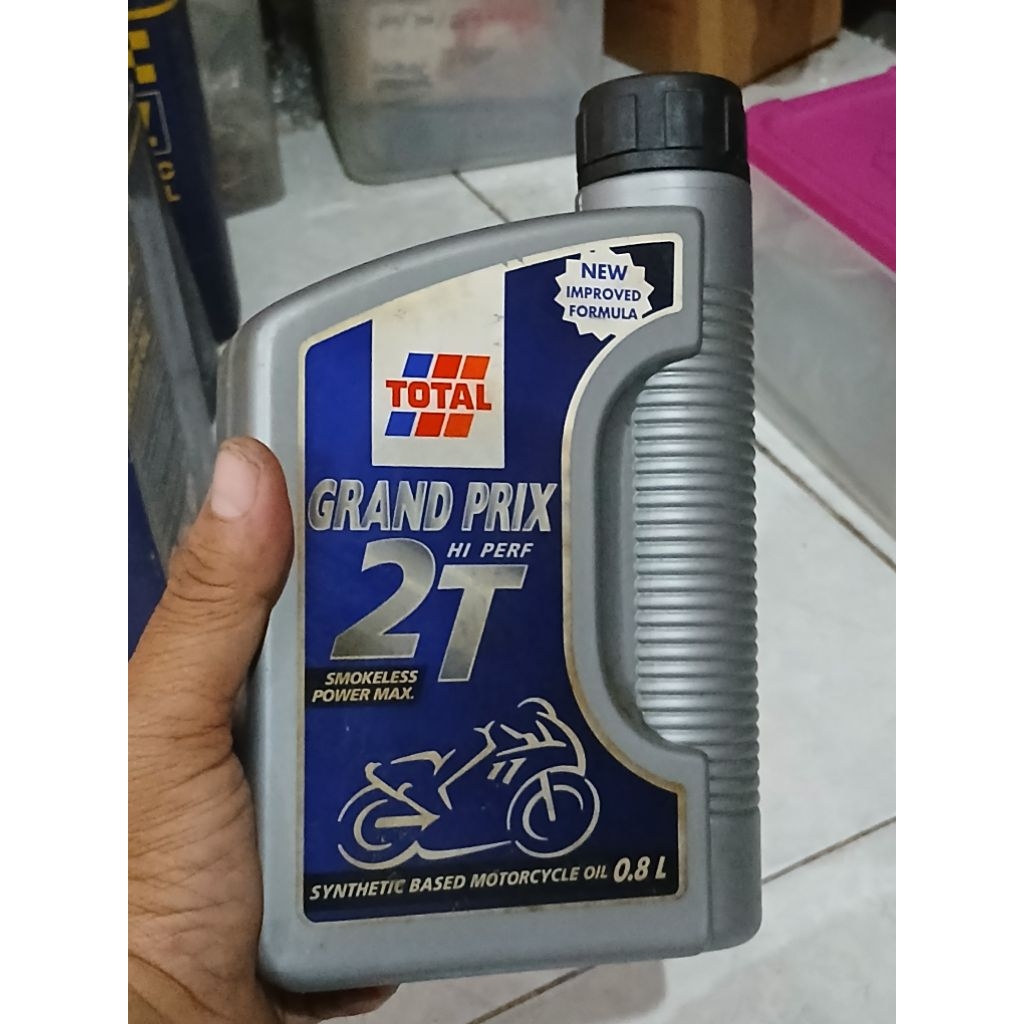 NEW
IMPROVED
FORMULA
TOTAL
GRAND PRIX
HI PERF
2T
SMOKELESS
POWER MAX.
SYNTHETIC BASED MOTORCYCLE OIL 0.8 L